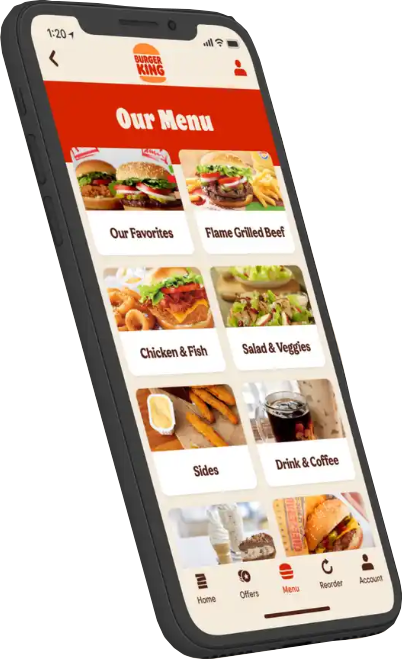 1:20
BURGER
KING
Our Menu
Our Favorites
Flame Grilled Beef
Chicken & Fish
Salad & Veggies
Sides
Drink & Coffee
Home
Offers
Menu
Reorder
Account